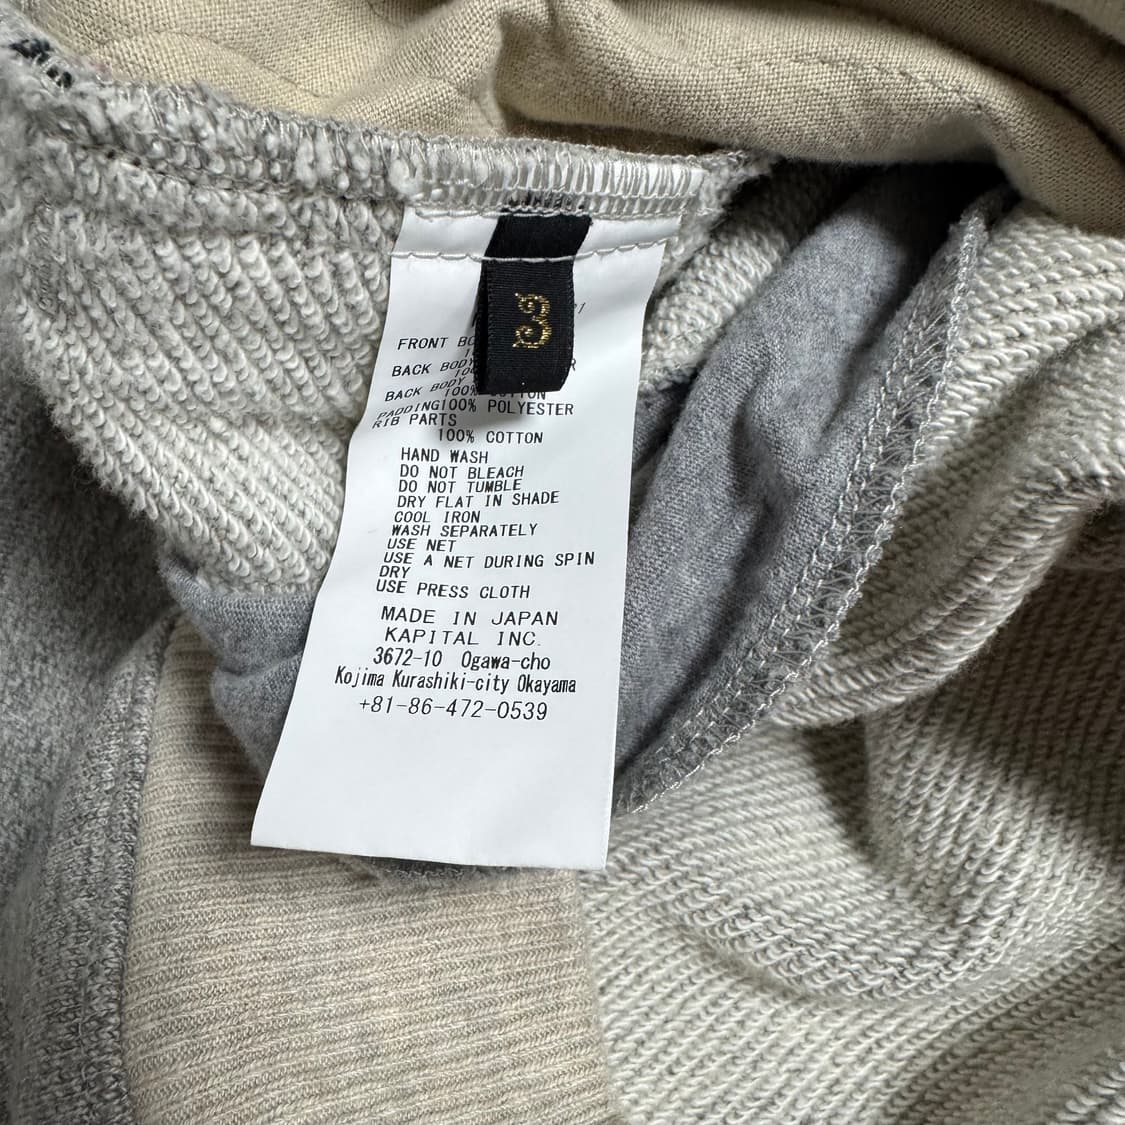 3
FRONT
BACK BODY
BACK BODY 100% COTTON
PADDING100% POLYESTER
RIB PARTS
100% COTTON
HAND WASH
DO NOT BLEACH
DO NOT TUMBLE
DRY FLAT IN SHADE
COOL IRON
WASH SEPARATELY
USE NET
USE A NET DURING SPIN
DRY
USE PRESS CLOTH
MADE IN JAPAN
KAPITAL INC.
3672-10 Ogawa-cho
Kojima Kurashiki-city Okayama
+81-86-472-0539